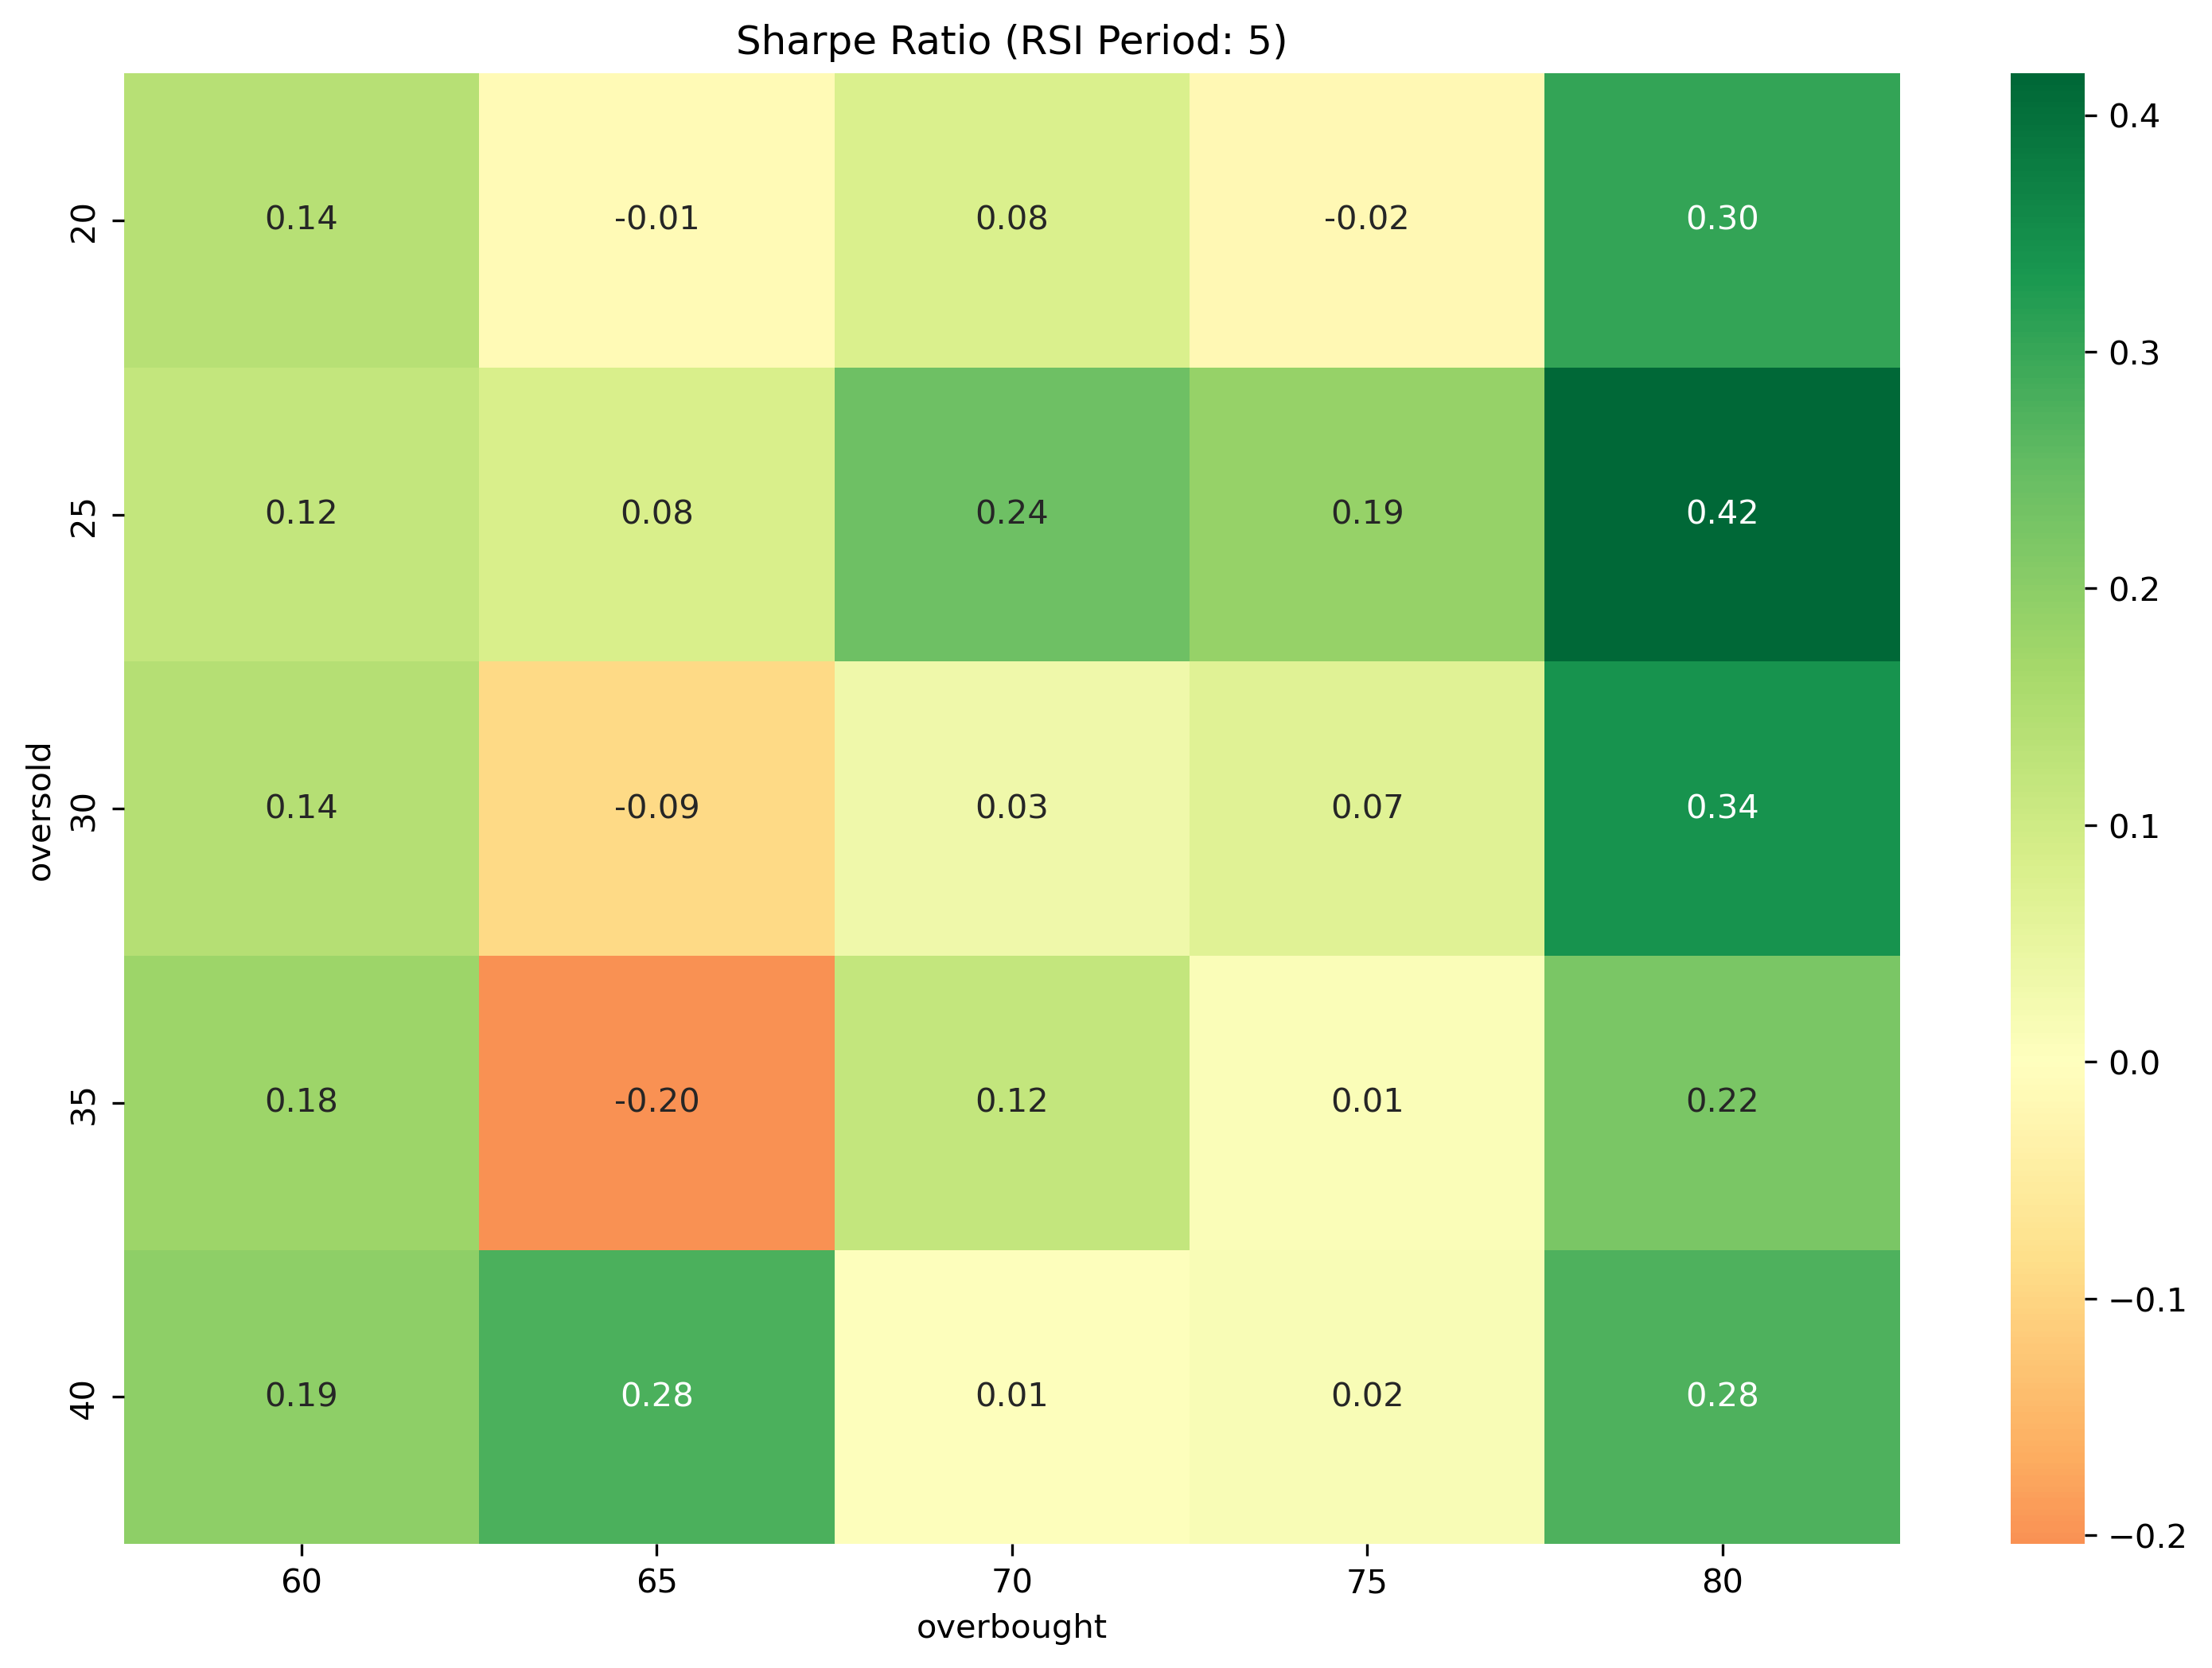 Sharpe Ratio (RSI Period: 5)
oversold
20 0.14 -0.01 0.08 -0.02 0.30
25 0.12 0.08 0.24 0.19 0.42
30 0.14 -0.09 0.03 0.07 0.34
35 0.18 -0.20 0.12 0.01 0.22
40 0.19 0.28 0.01 0.02 0.28
60 65 70 75 80
overbought
0.4
0.3
0.2
0.1
0.0
−0.1
−0.2